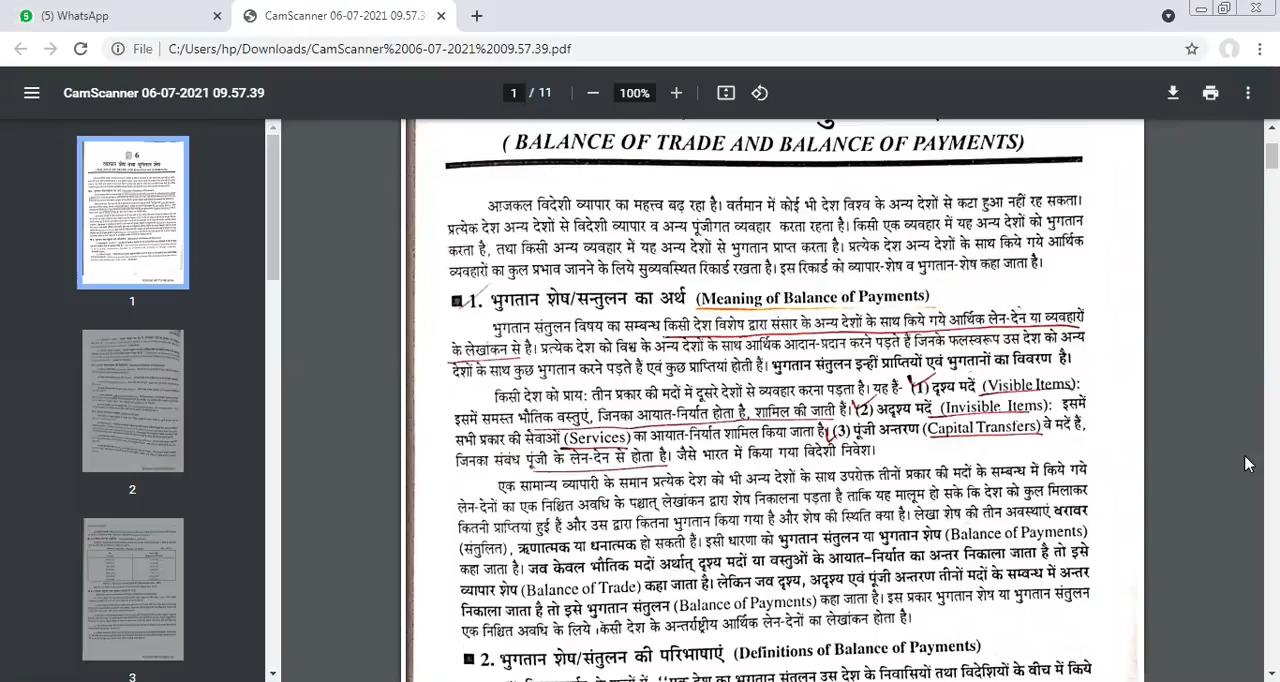 (5) WhatsApp
CamScanner 06-07-2021 09.57.3
File
C:/Users/hp/Downloads/CamScanner%2006-07-2021%2009.57.39.pdf
CamScanner 06-07-2021 09.57.39
1 / 11
100%
( BALANCE OF TRADE AND BALANCE OF PAYMENTS)
आजकल विदेशी व्यापार का महत्त्व बढ़ रहा है। वर्तमान में कोई भी देश विश्व के अन्य देशों से कटा हुआ नहीं रह सकता।
प्रत्येक देश अन्य देशों से विदेशी व्यापार व अन्य पूंजीगत व्यवहार करता है। किसी एक व्यवहार में यह अन्य देशों को भुगतान
करता है, तथा किसी अन्य व्यवहार में यह अन्य देशों से भुगतान प्राप्त करता है। प्रत्येक देश अन्य देशों के साथ किये गये आर्थिक
व्यवहारों का कुल प्रभाव जानने के लिये सुव्यवस्थित रिकार्ड रखता है। इस रिकार्ड को व्यापार-शेष व भुगतान-शेष कहा जाता है।
1. भुगतान शेष/सन्तुलन का अर्थ (Meaning of Balance of Payments)
भुगतान संतुलन विषय का सम्बन्ध किसी देश विशेष द्वारा संसार के अन्य देशों के साथ किये गये आर्थिक लेन-देन या व्यवहारों
के लेखांकन से है। प्रत्येक देश को विश्व के अन्य देशों के साथ आर्थिक आदान-प्रदान करने पड़ते हैं जिनके फलस्वरूप उस देश को अन्य
देशों के साथ कुछ भुगतान करने पड़ते है एवं कुछ प्राप्तियां होती है। भुगतान संतुलन इन्हीं प्राप्तियों एवं भुगतानों का विवरण है।
किसी देश की प्रायः तीन प्रकार की मदों में दूसरे देशों से व्यवहार करने होते हैं- (1) दृश्य मदें (Visible Items):
इसमें समस्त भौतिक वस्तुएं, जिनका आयात-निर्यात होता है, शामिल की जाती है। (2) अदृश्य मदें (Invisible Items): इसमें
सभी प्रकार की सेवाओं (Services) का आयात-निर्यात शामिल किया जाता है। (3) पूंजी अन्तरण (Capital Transfers) वे मदें है,
जिनका संबंध पूंजी के लेन-देन से होता है। जैसे भारत में किया गया विदेशी निवेश।
एक सामान्य व्यापारी के समान प्रत्येक देश को भी अन्य देशों के साथ उपरोक्त तीनों प्रकार की मदों के सम्बन्ध में किये गये
लेन-देनों का एक निश्चित अवधि के पश्चात् लेखांकन द्वारा शेष निकालना पड़ता है ताकि यह मालूम हो सके कि देश को कुल मिलाकर
कितनी प्राप्तियां हुई है और उस द्वारा कितना भुगतान किया गया है और शेष की स्थिति क्या है। लेखा शेष की तीन अवस्थाएं बराबर
(संतुलित), ऋणात्मक या धनात्मक हो सकती है। इसी धारणा को भुगतान संतुलन या भुगतान शेष (Balance of Payments)
कहा जाता है। जब केवल भौतिक मदों अर्थात् दृश्य मदों या वस्तुओं के आयात-निर्यात का अन्तर निकाला जाता है तो इसे
व्यापार शेष (Balance of Trade) कहा जाता है। लेकिन जब दृश्य, अदृश्य एवं पूंजी अन्तरण तीनों मदों के सम्बन्ध में अन्तर
निकाला जाता है तो इसे भुगतान संतुलन (Balance of Payments) कहा जाता है। इस प्रकार भुगतान शेष या भुगतान संतुलन
एक निश्चित अवधि के लिये किसी देश के अन्तर्राष्ट्रीय आर्थिक लेन-देनों का लेखांकन होता है।
2. भुगतान शेष/संतुलन की परिभाषाएं (Definitions of Balance of Payments)
"एक देश का भुगतान संतुलन उस देश के निवासियों तथा विदेशियों के बीच में किये
1
2
3